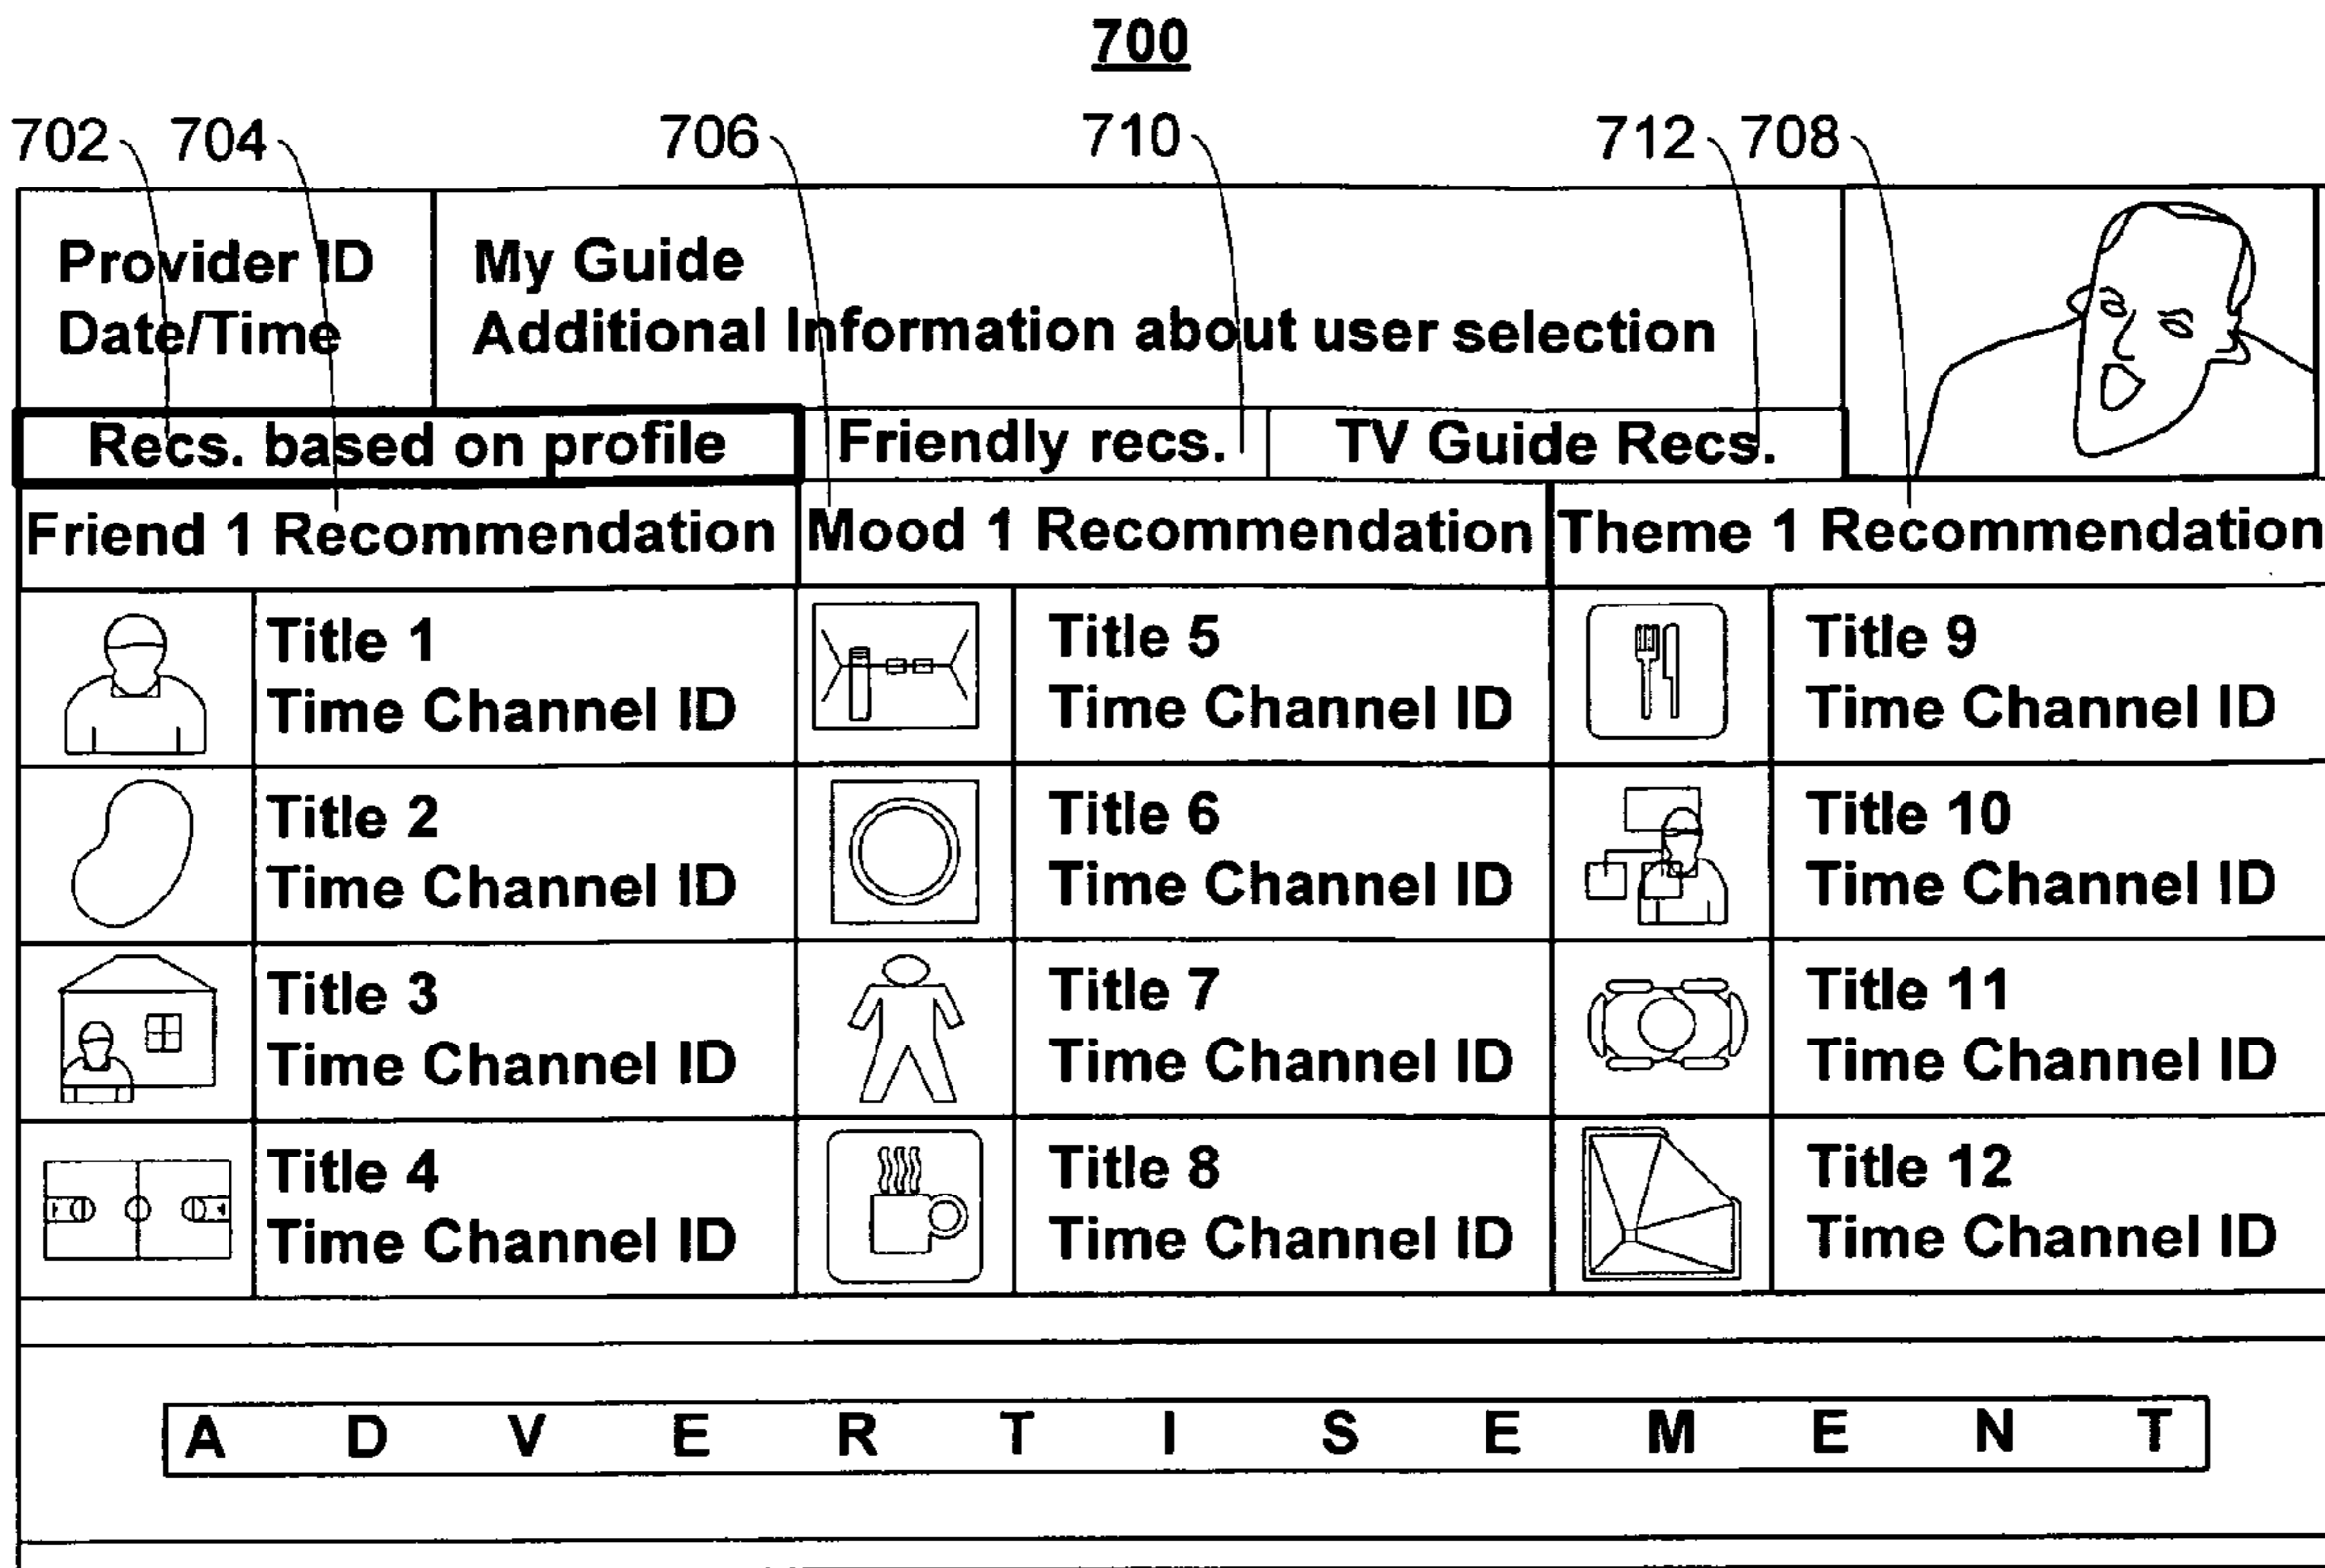 700
702 704 706 710 712 708
Provider ID
Date/Time
My Guide
Additional Information about user selection
Recs. based on profile
Friendly recs.
TV Guide Recs.
Friend 1 Recommendation
Mood 1 Recommendation
Theme 1 Recommendation
Title 1
Time Channel ID
Title 5
Time Channel ID
Title 9
Time Channel ID
Title 2
Time Channel ID
Title 6
Time Channel ID
Title 10
Time Channel ID
Title 3
Time Channel ID
Title 7
Time Channel ID
Title 11
Time Channel ID
Title 4
Time Channel ID
Title 8
Time Channel ID
Title 12
Time Channel ID
A D V E R T I S E M E N T